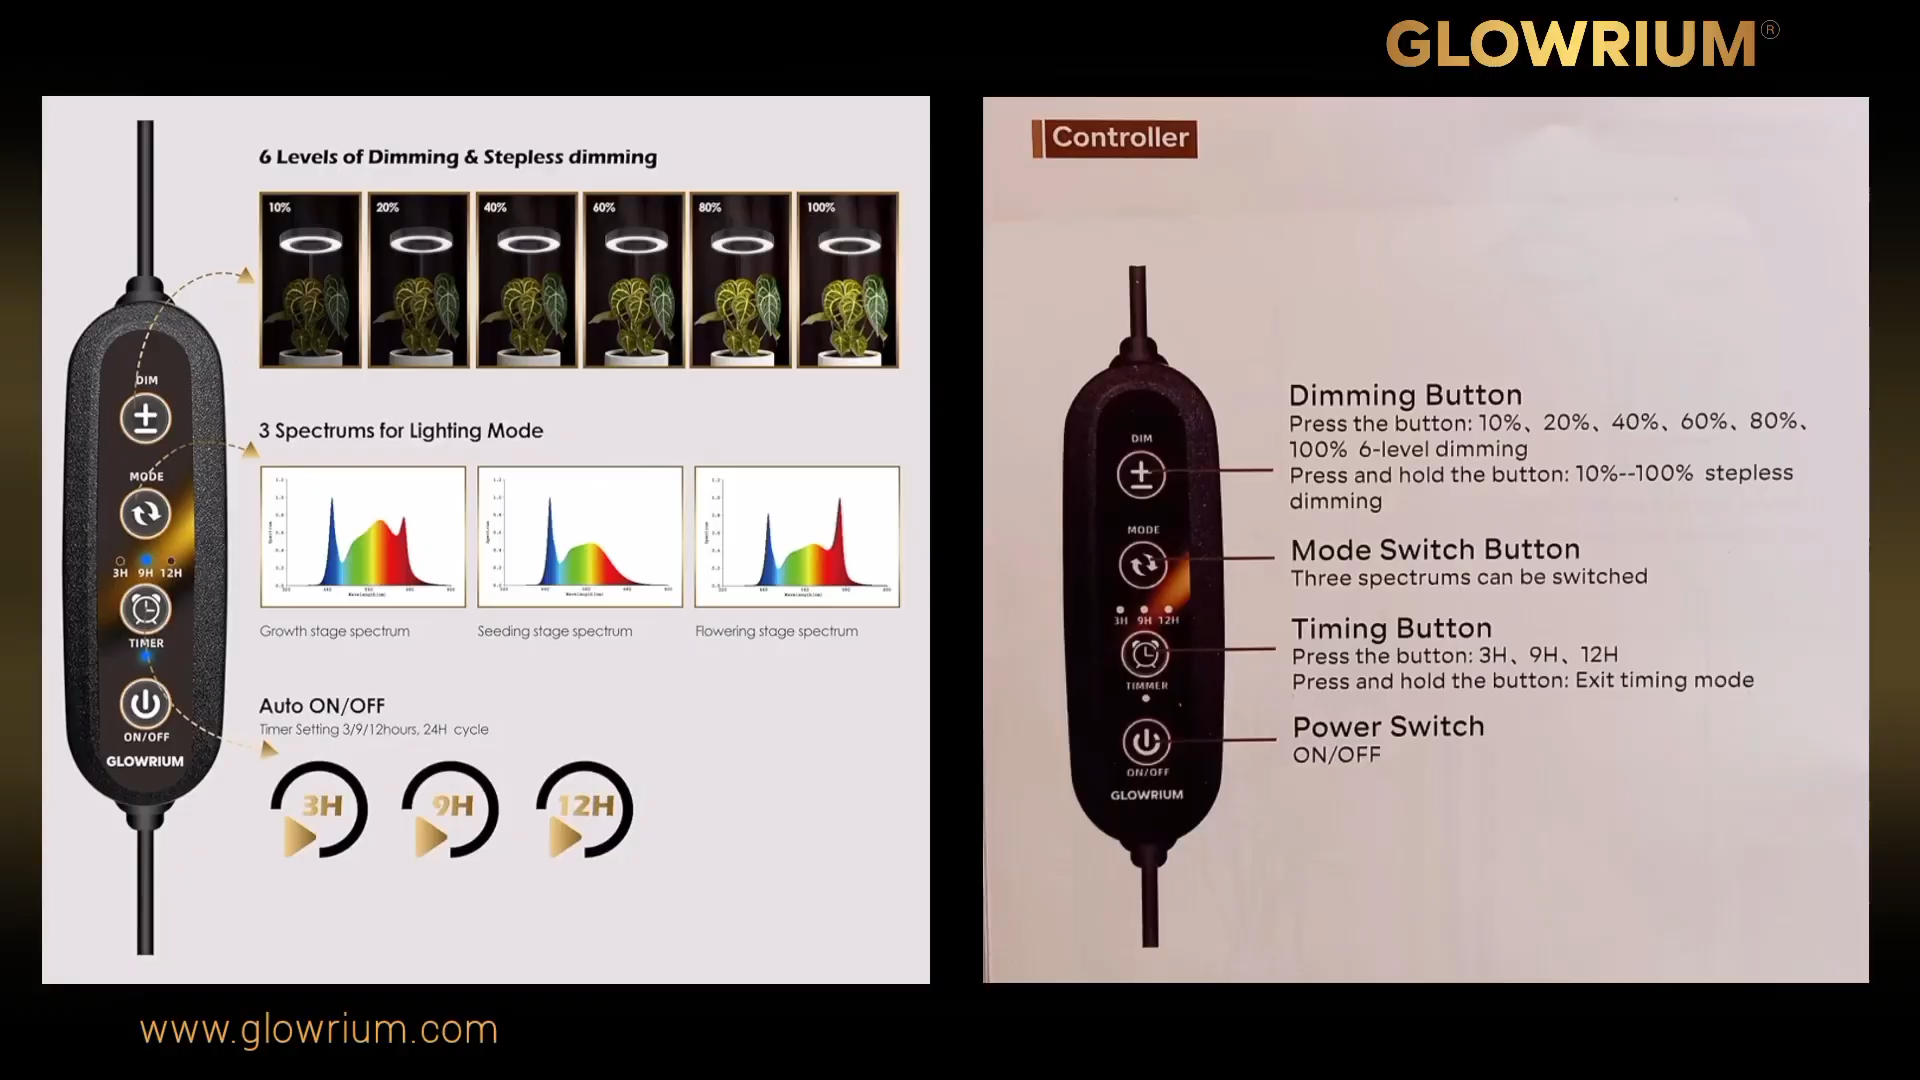 GLOWRIUM®
6 Levels of Dimming & Stepless dimming
10%
20%
40%
60%
80%
100%
DIM
MODE
3H 9H 12H
TIMER
ON/OFF
GLOWRIUM
3 Spectrums for Lighting Mode
Growth stage spectrum
Seeding stage spectrum
Flowering stage spectrum
Auto ON/OFF
Timer Setting 3/9/12hours, 24H cycle
3H
9H
12H
Controller
DIM
MODE
3H 9H 12H
TIMMER
ON/OFF
GLOWRIUM
Dimming Button
Press the button: 10%、20%、40%、60%、80%、
100% 6-level dimming
Press and hold the button: 10%--100% stepless
dimming
Mode Switch Button
Three spectrums can be switched
Timing Button
Press the button: 3H、9H、12H
Press and hold the button: Exit timing mode
Power Switch
ON/OFF
www.glowrium.com